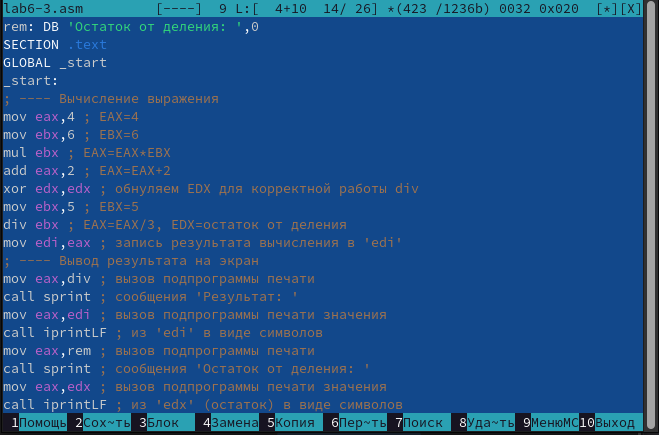 lab6-3.asm [----] 9 L:[ 4+10 14/ 26] *(423 /1236b) 0032 0x020 [*][X]
rem: DB 'Остаток от деления: ',0
SECTION .text
GLOBAL _start
_start:
; ---- Вычисление выражения
mov eax,4 ; EAX=4
mov ebx,6 ; EBX=6
mul ebx ; EAX=EAX*EBX
add eax,2 ; EAX=EAX+2
xor edx,edx ; обнуляем EDX для корректной работы div
mov ebx,5 ; EBX=5
div ebx ; EAX=EAX/3, EDX=остаток от деления
mov edi,eax ; запись результата вычисления в 'edi'
; ---- Вывод результата на экран
mov eax,div ; вызов подпрограммы печати
call sprint ; сообщения 'Результат: '
mov eax,edi ; вызов подпрограммы печати значения
call iprintLF ; из 'edi' в виде символов
mov eax,rem ; вызов подпрограммы печати
call sprint ; сообщения 'Остаток от деления: '
mov eax,edx ; вызов подпрограммы печати значения
call iprintLF ; из 'edx' (остаток) в виде символов
1Помощь 2Сох~ть 3Блок 4Замена 5Копия 6Пер~ть 7Поиск 8Уда~ть 9МенюMC 10Выход